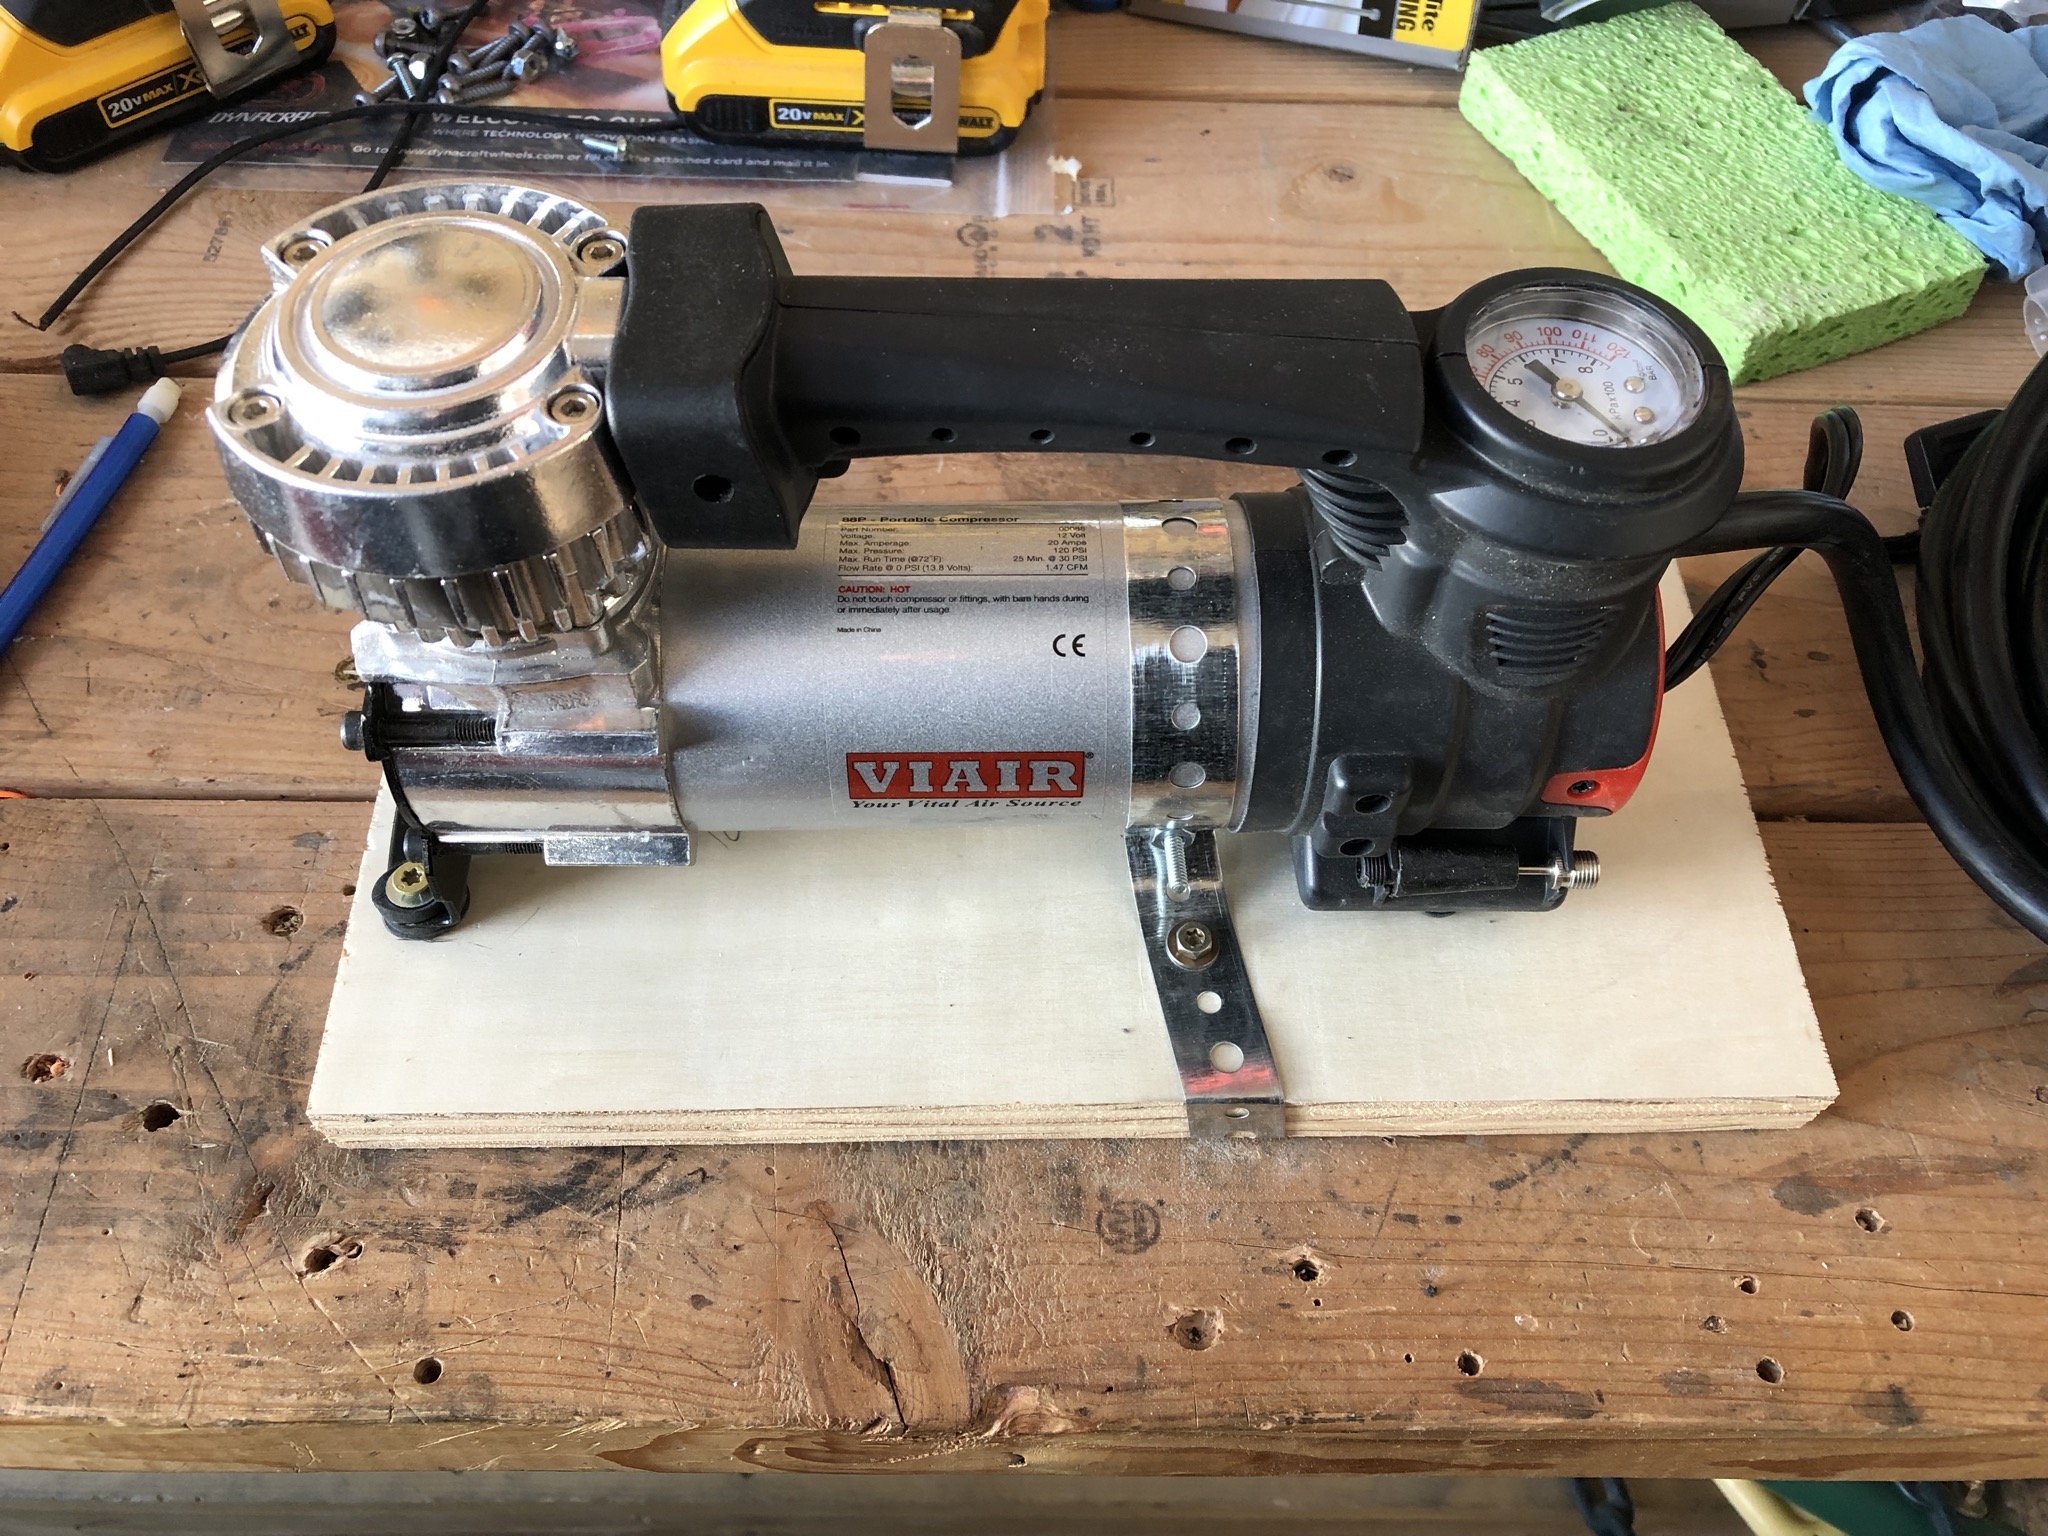 20V MAX XS
20V MAX X
DYNACRAFT
WELCOME TO OUR
WHERE TECHNOLOGY, INNOVATION & FASH
Go to www.dynacraftwheels.com or fill out the attached card and mail it in.
Tite
NG
88P - Portable Compressor
Part Number: 00088
Voltage: 12 Volt
Max. Amperage: 20 Amps
Max. Pressure: 120 PSI
Max. Run Time (@72°F): 25 Min. @ 30 PSI
Flow Rate @ 0 PSI (13.8 Volts): 1.47 CFM
CAUTION: HOT
Do not touch compressor or fittings, with bare hands during
or immediately after usage.
Made in China
CE
VIAIR®
Your Vital Air Source
80 90 100 110 120
4 5 7 8
kPax100
BAR
0